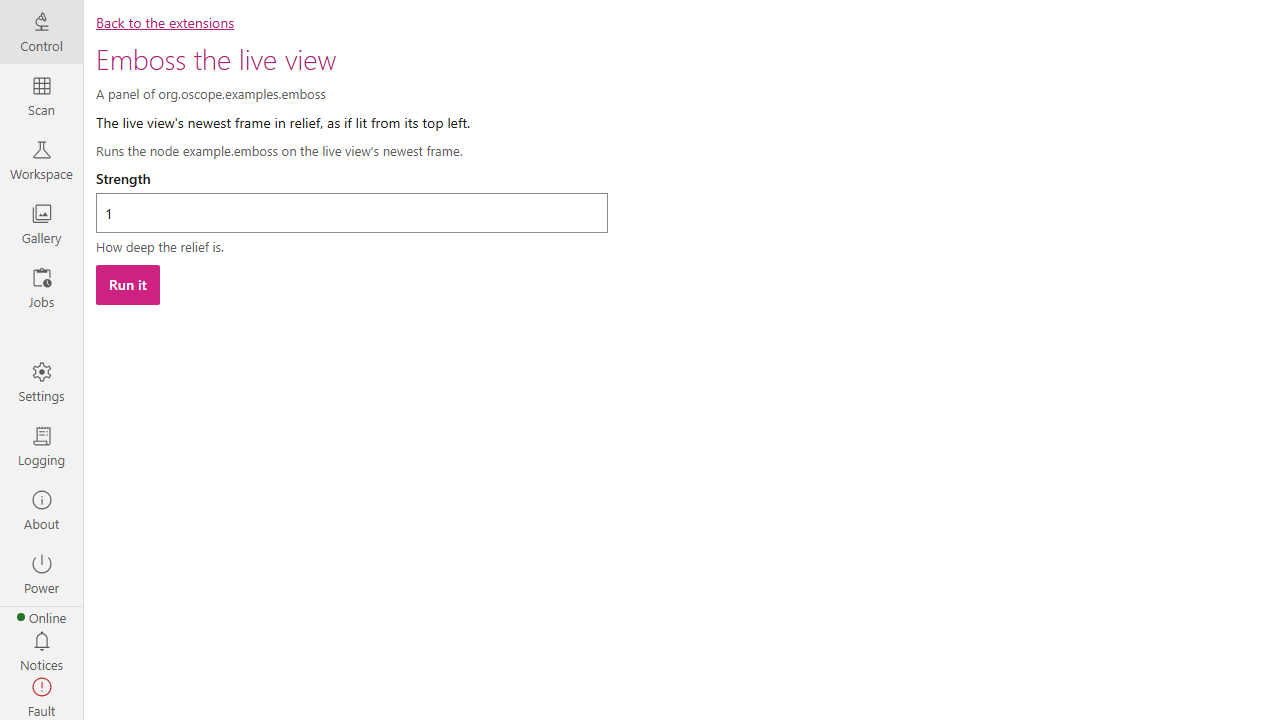 Control
Scan
Workspace
Gallery
Jobs
Settings
Logging
About
Power
Online
Notices
Fault
Back to the extensions
Emboss the live view
A panel of org.oscope.examples.emboss
The live view's newest frame in relief, as if lit from its top left.
Runs the node example.emboss on the live view's newest frame.
Strength
1
How deep the relief is.
Run it